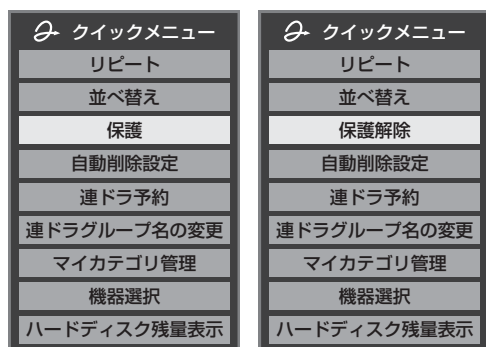 クイックメニュー
リピート
並べ替え
保護
自動削除設定
連ドラ予約
連ドラグループ名の変更
マイカテゴリ管理
機器選択
ハードディスク残量表示
クイックメニュー
リピート
並べ替え
保護解除
自動削除設定
連ドラ予約
連ドラグループ名の変更
マイカテゴリ管理
機器選択
ハードディスク残量表示